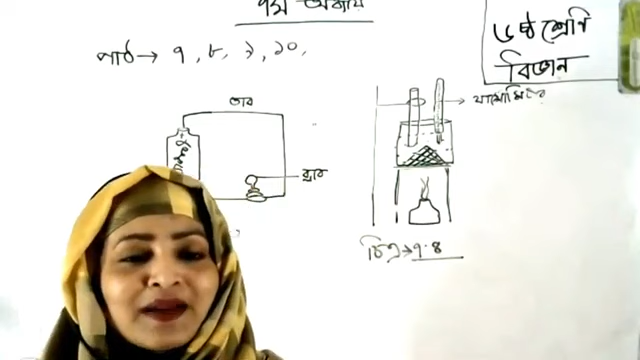 ৭ম অধ্যায়
৬ষ্ঠ শ্রেণি
বিজ্ঞান
পাঠ→ ৭, ৮, ৯, ১০,
তার
থার্মোমিটার
বাল্ব
চিত্র→৭.৪